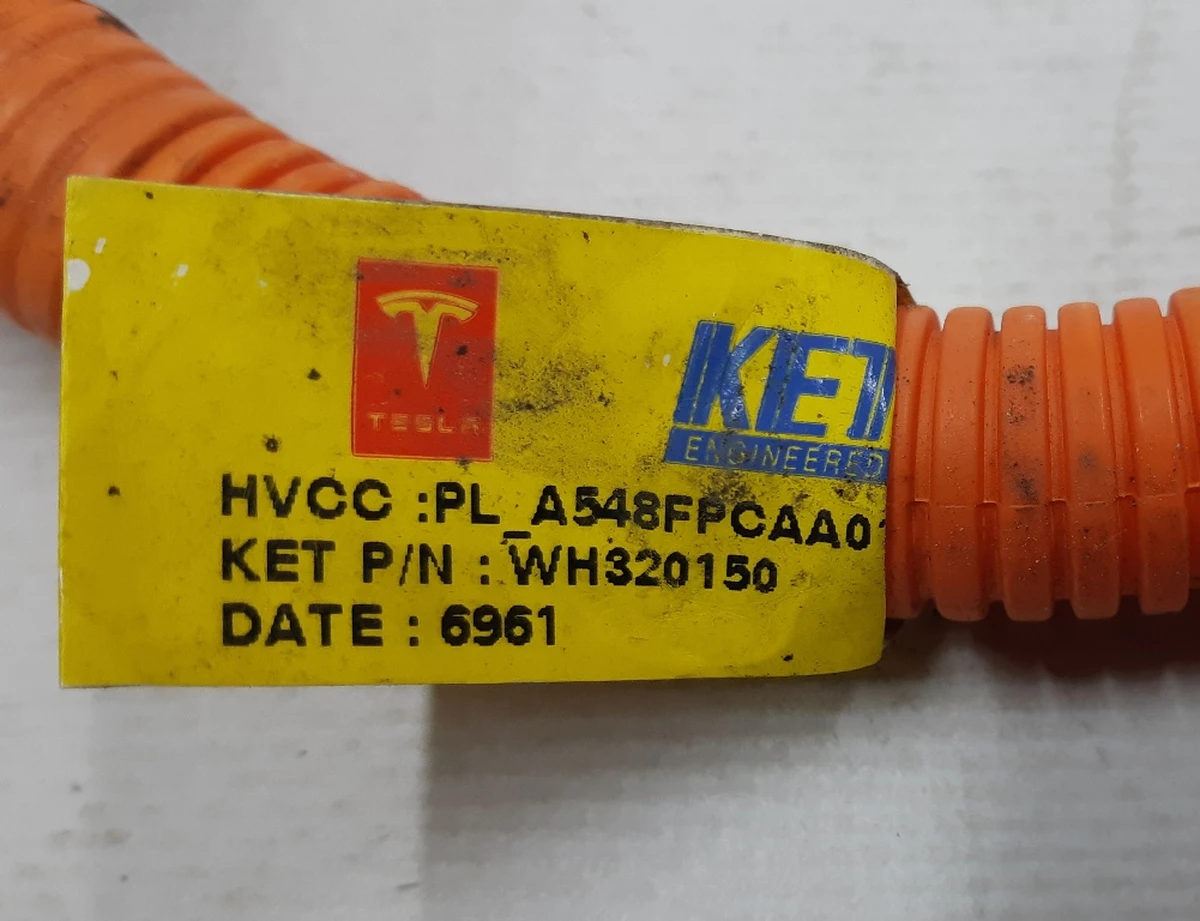 TESLA
KET
ENGINEERED
HVCC :PL_A548FPCAA0
KET P/N : WH320150
DATE : 6961